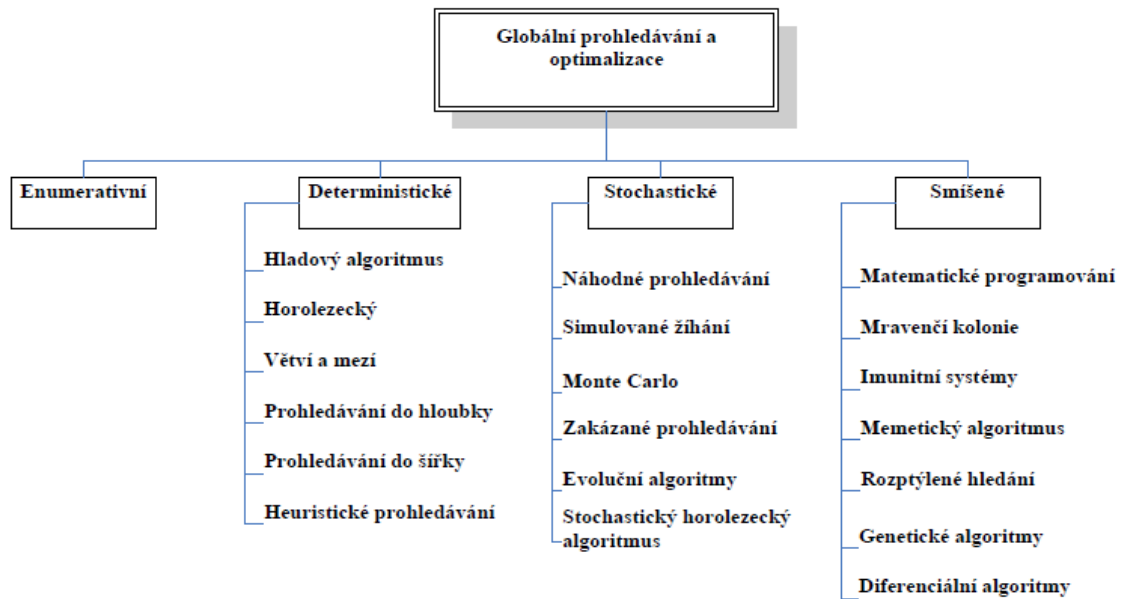 Globální prohledávání a
optimalizace
Enumerativní
Deterministické
Stochastické
Smíšené
Hladový algoritmus
Horolezecký
Větví a mezí
Prohledávání do hloubky
Prohledávání do šířky
Heuristické prohledávání
Náhodné prohledávání
Simulované žíhání
Monte Carlo
Zakázané prohledávání
Evoluční algoritmy
Stochastický horolezecký
algoritmus
Matematické programování
Mravenčí kolonie
Imunitní systémy
Memetický algoritmus
Rozptýlené hledání
Genetické algoritmy
Diferenciální algoritmy